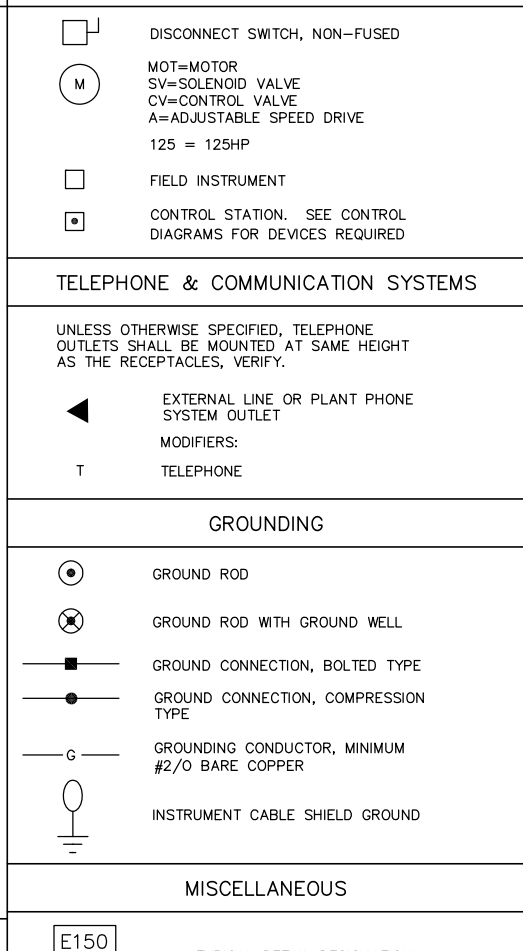 DISCONNECT SWITCH, NON-FUSED
M
MOT=MOTOR
SV=SOLENOID VALVE
CV=CONTROL VALVE
A=ADJUSTABLE SPEED DRIVE
125 = 125HP
FIELD INSTRUMENT
CONTROL STATION. SEE CONTROL
DIAGRAMS FOR DEVICES REQUIRED
TELEPHONE & COMMUNICATION SYSTEMS
UNLESS OTHERWISE SPECIFIED, TELEPHONE
OUTLETS SHALL BE MOUNTED AT SAME HEIGHT
AS THE RECEPTACLES, VERIFY.
EXTERNAL LINE OR PLANT PHONE
SYSTEM OUTLET
MODIFIERS:
T TELEPHONE
GROUNDING
GROUND ROD
GROUND ROD WITH GROUND WELL
GROUND CONNECTION, BOLTED TYPE
GROUND CONNECTION, COMPRESSION
TYPE
G
GROUNDING CONDUCTOR, MINIMUM
#2/0 BARE COPPER
INSTRUMENT CABLE SHIELD GROUND
MISCELLANEOUS
E150